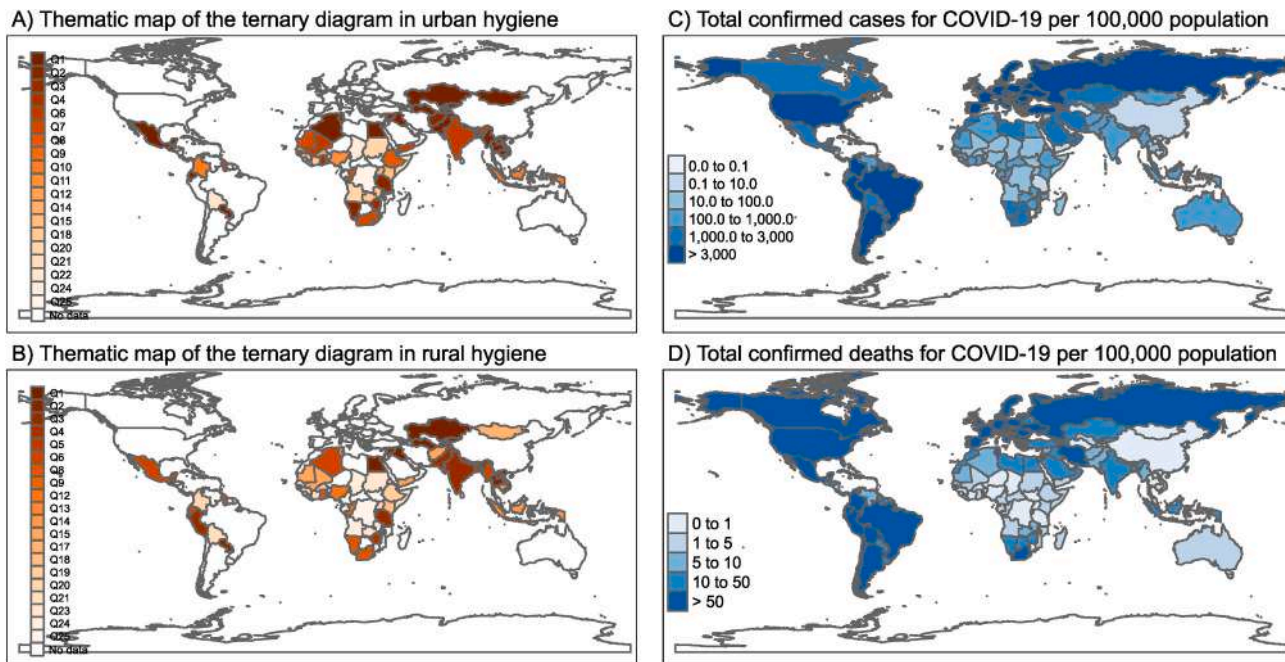 A) Thematic map of the ternary diagram in urban hygiene
Q1
Q2
Q3
Q4
Q6
Q7
Q8
Q9
Q10
Q11
Q12
Q14
Q15
Q18
Q20
Q21
Q22
Q24
Q25
No data
C) Total confirmed cases for COVID-19 per 100,000 population
0.0 to 0.1
0.1 to 10.0
10.0 to 100.0
100.0 to 1,000.0
1,000.0 to 3,000
> 3,000
B) Thematic map of the ternary diagram in rural hygiene
Q1
Q2
Q3
Q4
Q5
Q6
Q8
Q9
Q12
Q13
Q14
Q15
Q17
Q18
Q19
Q20
Q21
Q23
Q24
Q25
No data
D) Total confirmed deaths for COVID-19 per 100,000 population
0 to 1
1 to 5
5 to 10
10 to 50
> 50